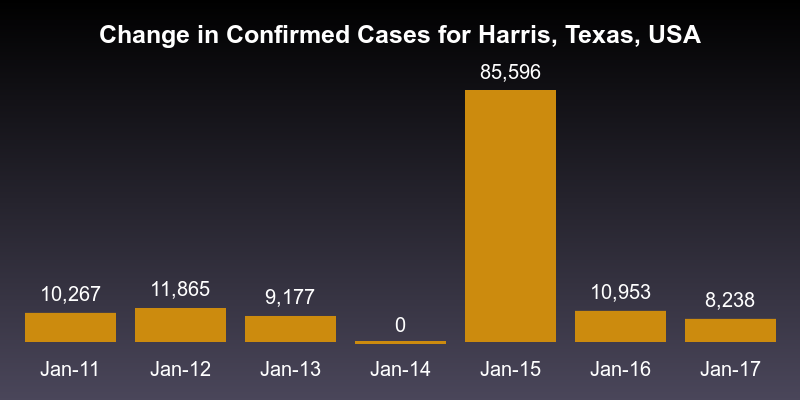 Change in Confirmed Cases for Harris, Texas, USA
85,596
10,267
11,865
9,177
0
10,953
8,238
Jan-11
Jan-12
Jan-13
Jan-14
Jan-15
Jan-16
Jan-17